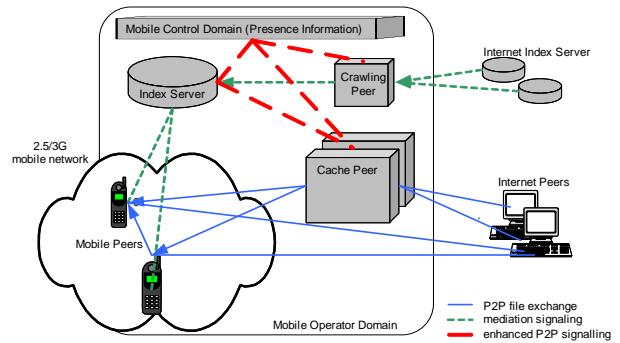 Mobile Control Domain (Presence Information)
Internet Index Server
Crawling
Peer
Index Server
2.5/3G
mobile network
Cache Peer
Internet Peers
Mobile Peers
P2P file exchange
mediation signaling
enhanced P2P signalling
Mobile Operator Domain